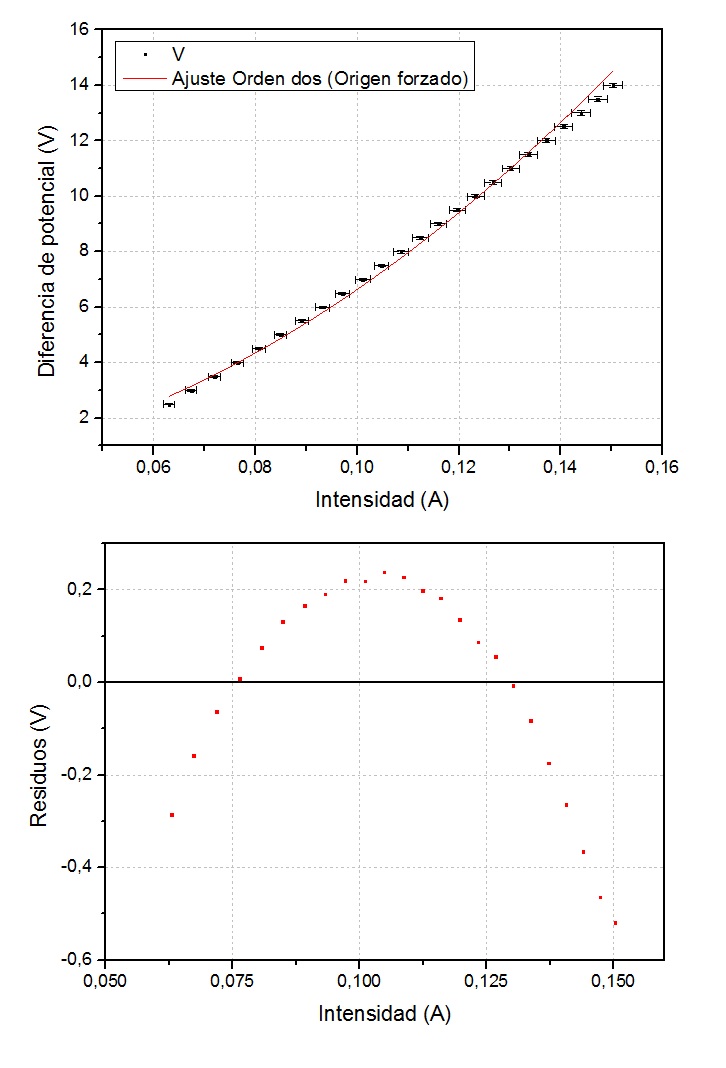 16
14
12
10
8
6
4
2
V
Ajuste Orden dos (Origen forzado)
Diferencia de potencial (V)
0,06 0,08 0,10 0,12 0,14 0,16
Intensidad (A)
0,2
0,0
-0,2
-0,4
-0,6
Residuos (V)
0,050 0,075 0,100 0,125 0,150
Intensidad (A)